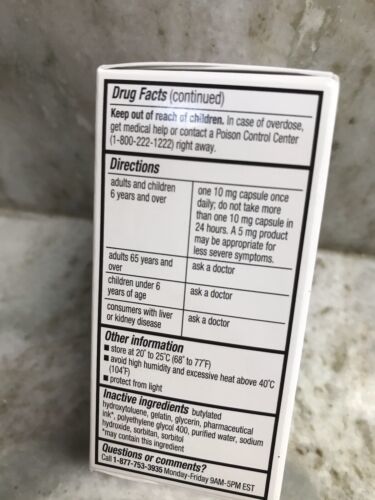 Drug Facts (continued)
Keep out of reach of children. In case of overdose,
get medical help or contact a Poison Control Center
(1-800-222-1222) right away.
Directions
adults and children
6 years and over
one 10 mg capsule once
daily; do not take more
than one 10 mg capsule in
24 hours. A 5 mg product
may be appropriate for
less severe symptoms.
adults 65 years and
over
ask a doctor
children under 6
years of age
ask a doctor
consumers with liver
or kidney disease
ask a doctor
Other information
■ store at 20° to 25°C (68° to 77°F)
■ avoid high humidity and excessive heat above 40°C
(104°F)
■ protect from light
Inactive ingredients butylated
hydroxytoluene, gelatin, glycerin, pharmaceutical
ink*, polyethylene glycol 400, purified water, sodium
hydroxide, sorbitan, sorbitol
*may contain this ingredient
Questions or comments?
Call 1-877-753-3935 Monday-Friday 9AM-5PM EST